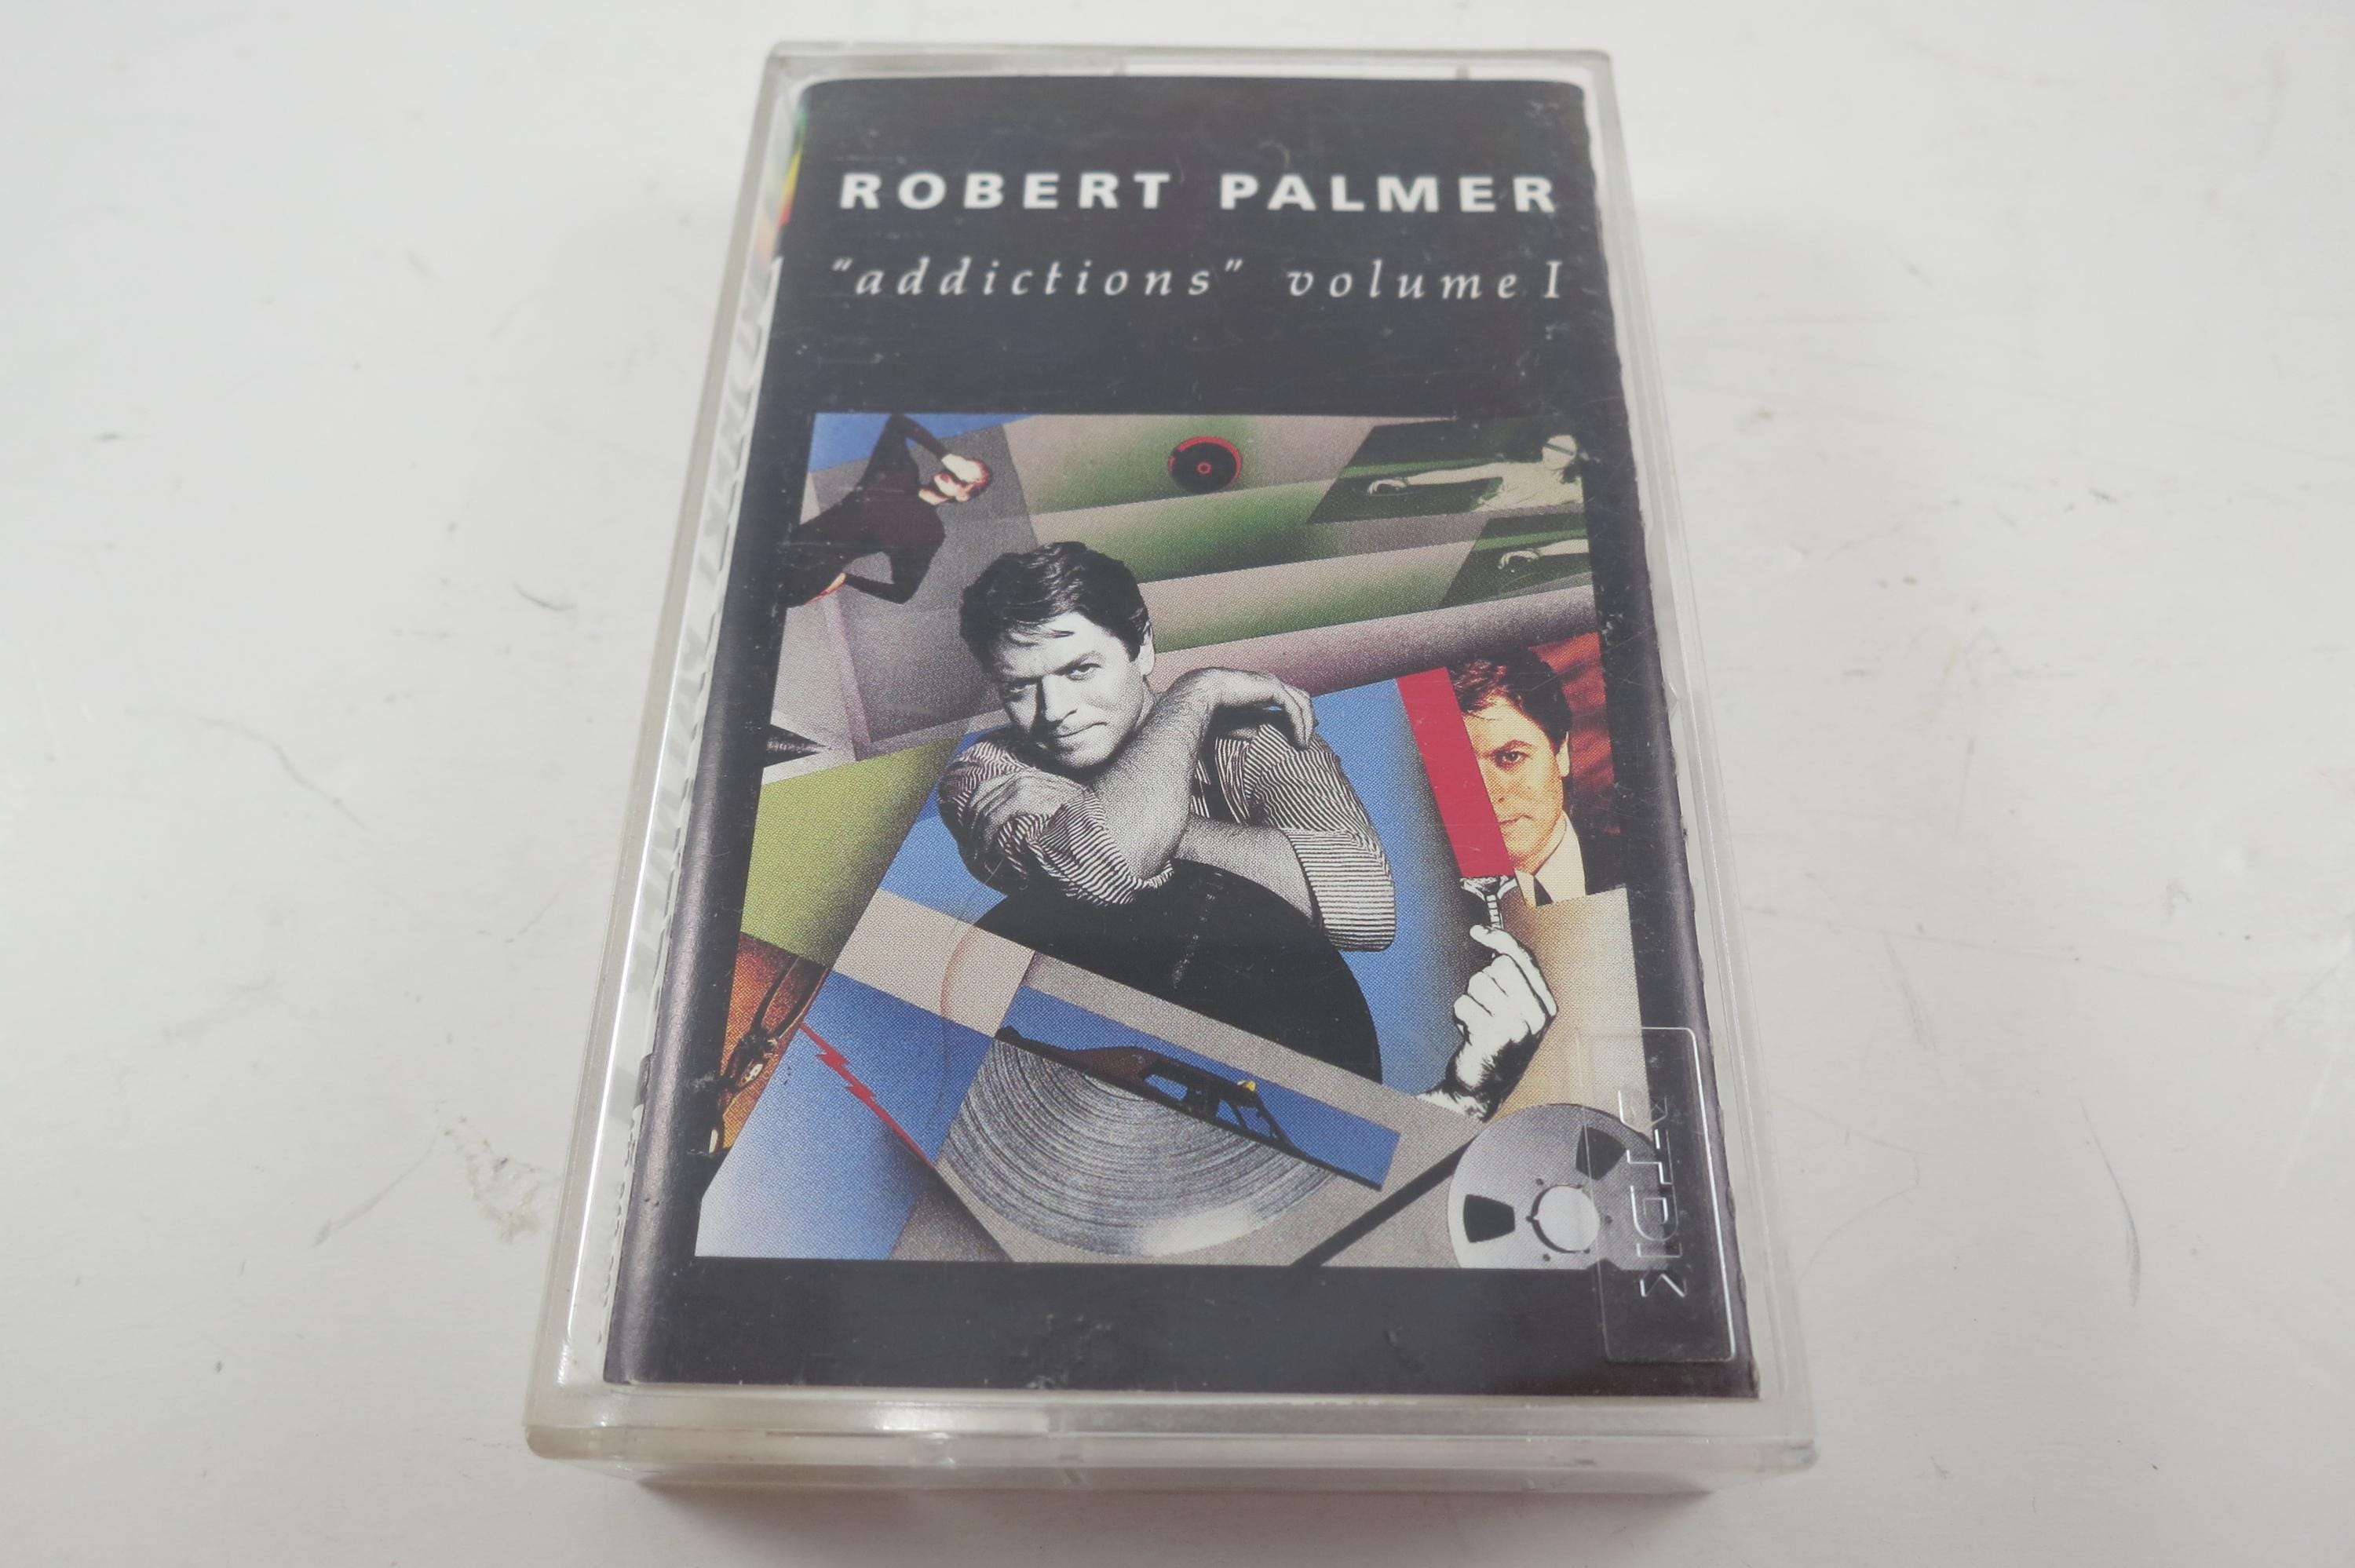 ROBERT PALMER
"addictions" volume I
TDK